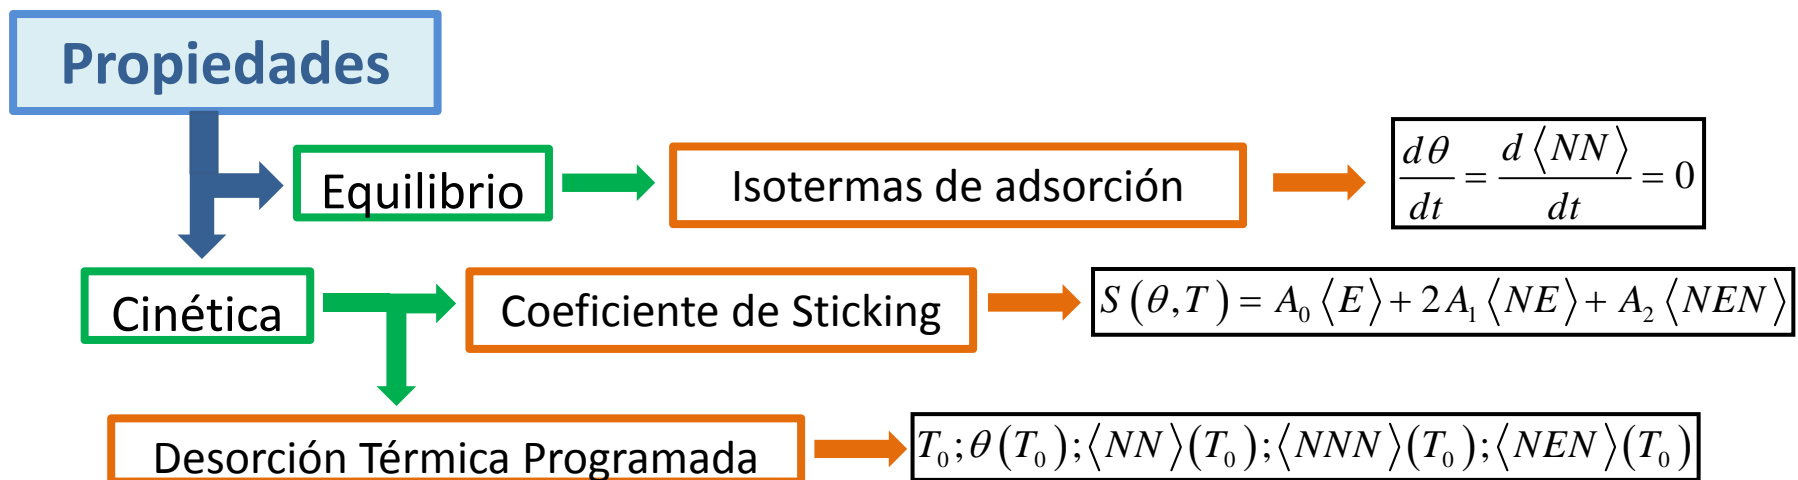 Propiedades
Equilibrio
Isotermas de adsorción
dθ/dt = d⟨NN⟩/dt = 0
Cinética
Coeficiente de Sticking
S(θ,T) = A₀⟨E⟩ + 2A₁⟨NE⟩ + A₂⟨NEN⟩
Desorción Térmica Programada
T₀; θ(T₀); ⟨NN⟩(T₀); ⟨NNN⟩(T₀); ⟨NEN⟩(T₀)